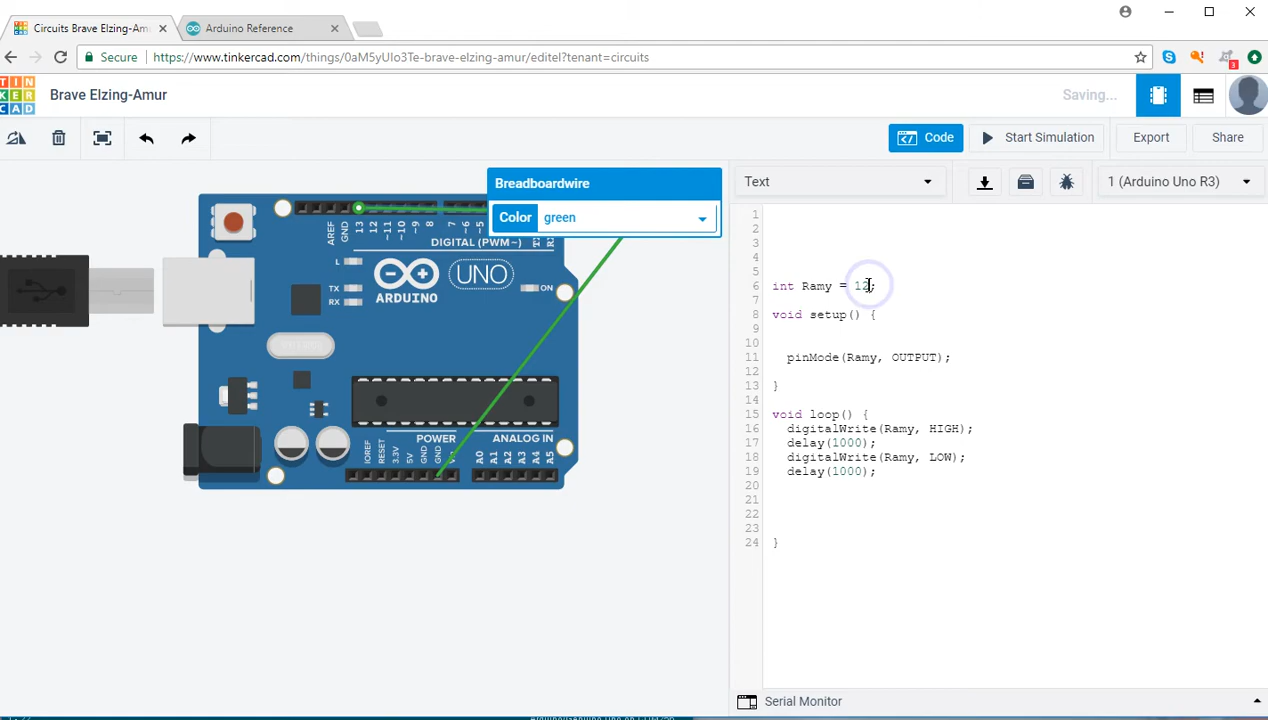 Circuits Brave Elzing-Amur
Arduino Reference
Secure
https://www.tinkercad.com/things/0aM5yUIo3Te-brave-elzing-amur/editel?tenant=circuits
3
TIN
KER
CAD
Brave Elzing-Amur
Saving...
Code
Start Simulation
Export
Share
Breadboardwire
Color green
Text
1 (Arduino Uno R3)
AREF
GND
13
12
~11
~10
~9
8
7
~6
~5
DIGITAL (PWM~)
L
TX
RX
UNO
ARDUINO
ON
POWER
ANALOG IN
IOREF
RESET
3.3V
5V
GND
GND
A0
A1
A2
A3
A4
A5
1
2
3
4
5
6 int Ramy = 12;
7
8 void setup() {
9
10
11 pinMode(Ramy, OUTPUT);
12
13 }
14
15 void loop() {
16 digitalWrite(Ramy, HIGH);
17 delay(1000);
18 digitalWrite(Ramy, LOW);
19 delay(1000);
20
21
22
23
24 }
Serial Monitor